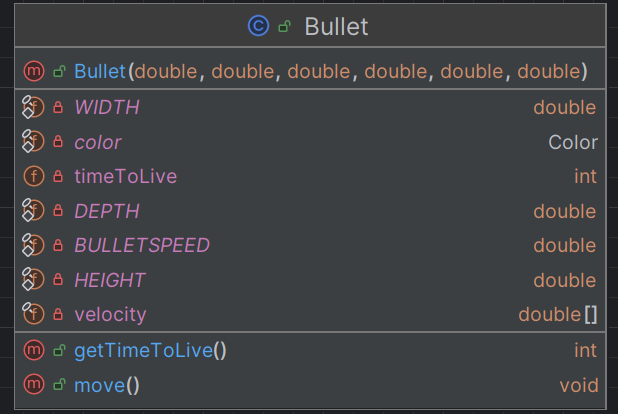 C Bullet
m Bullet(double, double, double, double, double, double)
f WIDTH double
f color Color
f timeToLive int
f DEPTH double
f BULLETSPEED double
f HEIGHT double
f velocity double[]
m getTimeToLive() int
m move() void